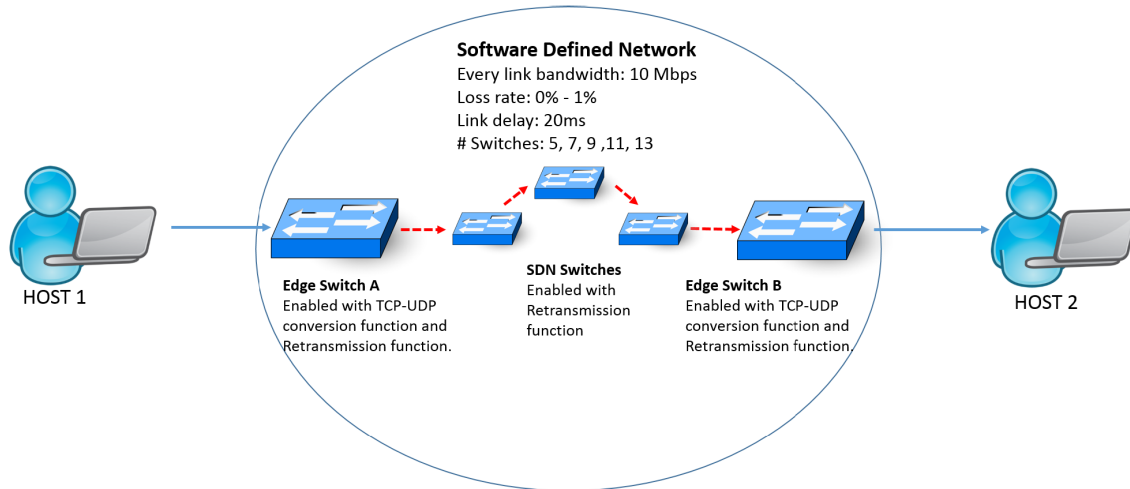 Software Defined Network
Every link bandwidth: 10 Mbps
Loss rate: 0% - 1%
Link delay: 20ms
# Switches: 5, 7, 9 ,11, 13
HOST 1
Edge Switch A
Enabled with TCP-UDP
conversion function and
Retransmission function.
SDN Switches
Enabled with
Retransmission
function
Edge Switch B
Enabled with TCP-UDP
conversion function and
Retransmission function.
HOST 2